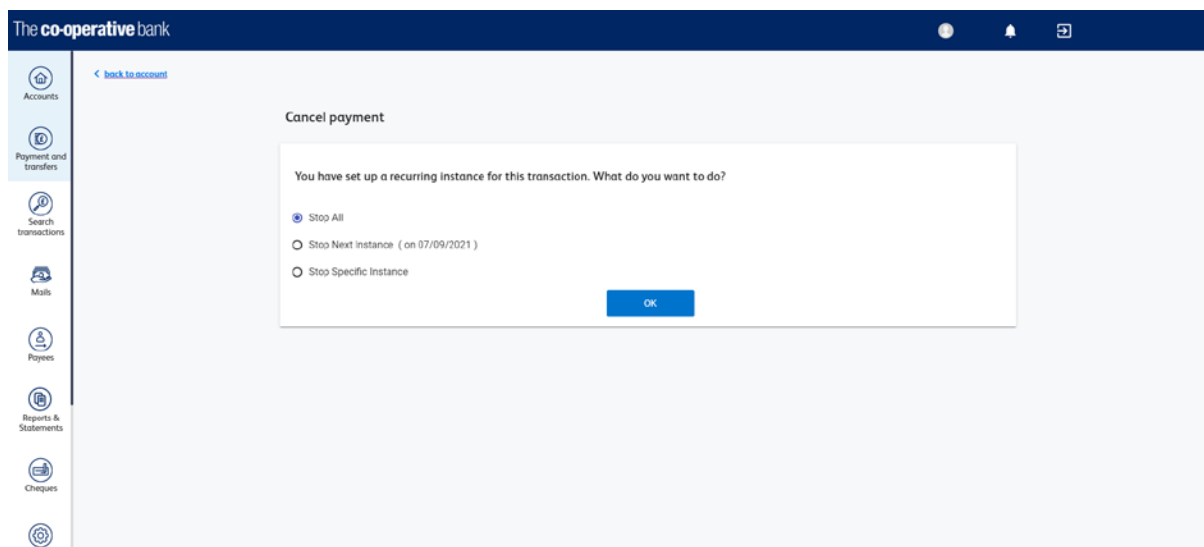 The co-operative bank
Accounts
Payment and
transfers
Search
transactions
Mails
Payees
Reports &
Statements
Cheques
< back to account
Cancel payment
You have set up a recurring instance for this transaction. What do you want to do?
Stop All
Stop Next Instance ( on 07/09/2021 )
Stop Specific Instance
OK